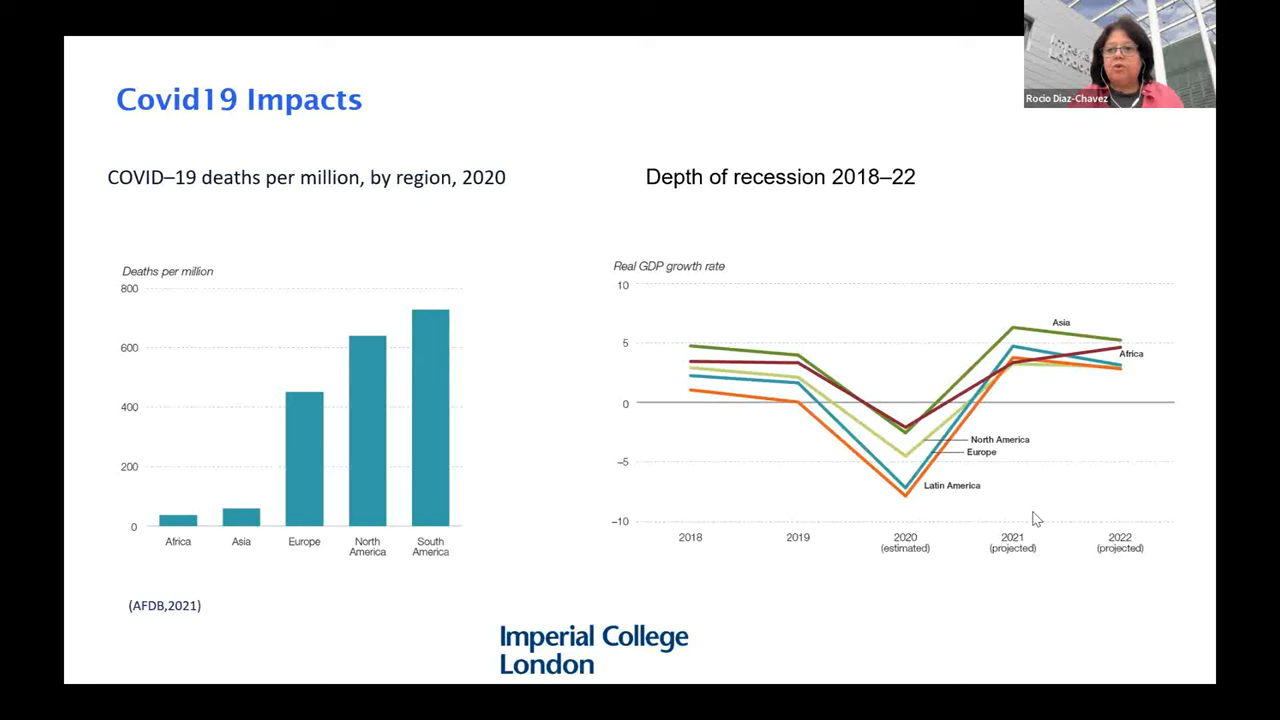 Imperial
London
Rocio Diaz-Chavez
Covid19 Impacts
COVID–19 deaths per million, by region, 2020
Deaths per million
800
600
400
200
0
Africa
Asia
Europe
North
America
South
America
(AFDB,2021)
Depth of recession 2018–22
Real GDP growth rate
10
5
0
–5
–10
Asia
Africa
North America
Europe
Latin America
2018
2019
2020
(estimated)
2021
(projected)
2022
(projected)
Imperial College
London